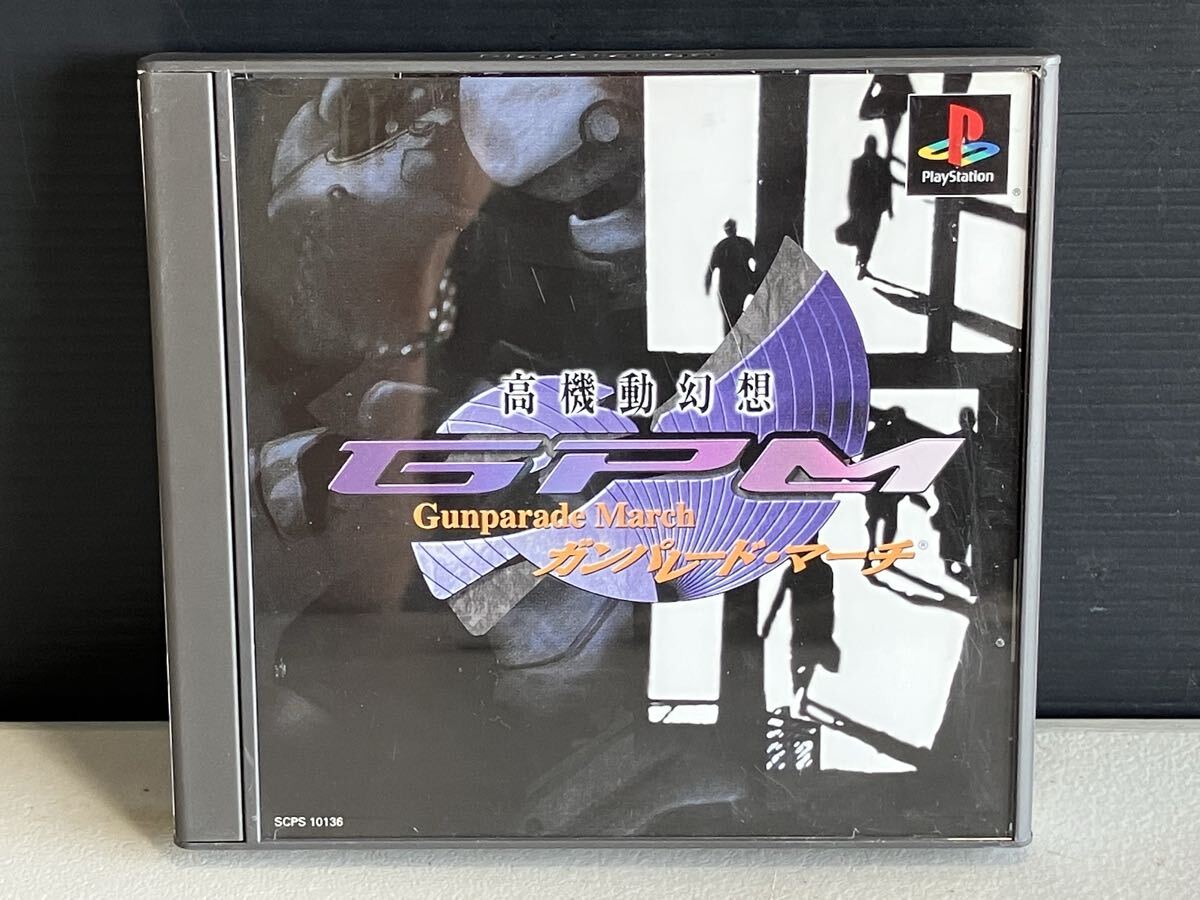 PlayStation
高機動幻想
GPM
Gunparade March
ガンパレード・マーチ®
SCPS 10136